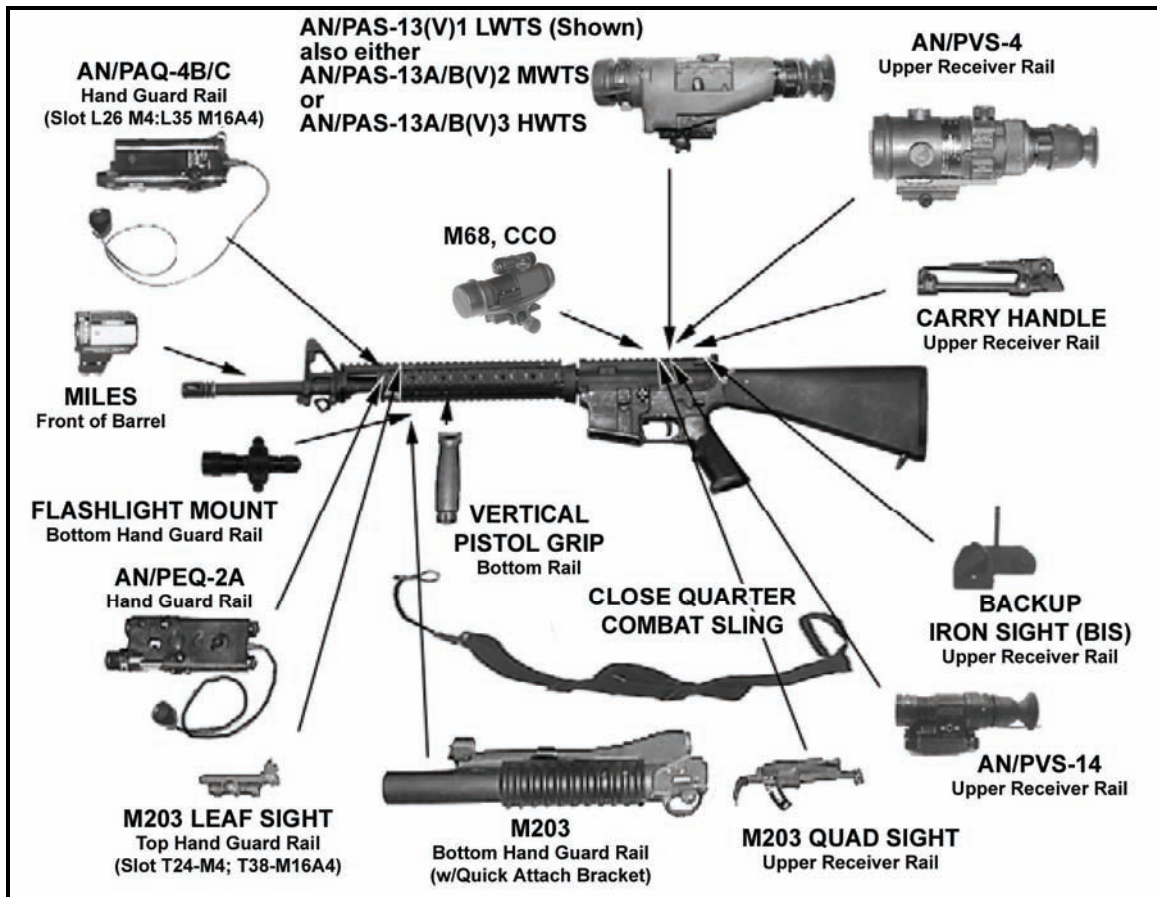 AN/PAS-13(V)1 LWTS (Shown)
also either
AN/PAS-13A/B(V)2 MWTS
or
AN/PAS-13A/B(V)3 HWTS
AN/PVS-4
Upper Receiver Rail
AN/PAQ-4B/C
Hand Guard Rail
(Slot L26 M4:L35 M16A4)
M68, CCO
CARRY HANDLE
Upper Receiver Rail
MILES
Front of Barrel
FLASHLIGHT MOUNT
Bottom Hand Guard Rail
VERTICAL
PISTOL GRIP
Bottom Rail
AN/PEQ-2A
Hand Guard Rail
CLOSE QUARTER
COMBAT SLING
BACKUP
IRON SIGHT (BIS)
Upper Receiver Rail
AN/PVS-14
Upper Receiver Rail
M203 LEAF SIGHT
Top Hand Guard Rail
(Slot T24-M4; T38-M16A4)
M203
Bottom Hand Guard Rail
(w/Quick Attach Bracket)
M203 QUAD SIGHT
Upper Receiver Rail